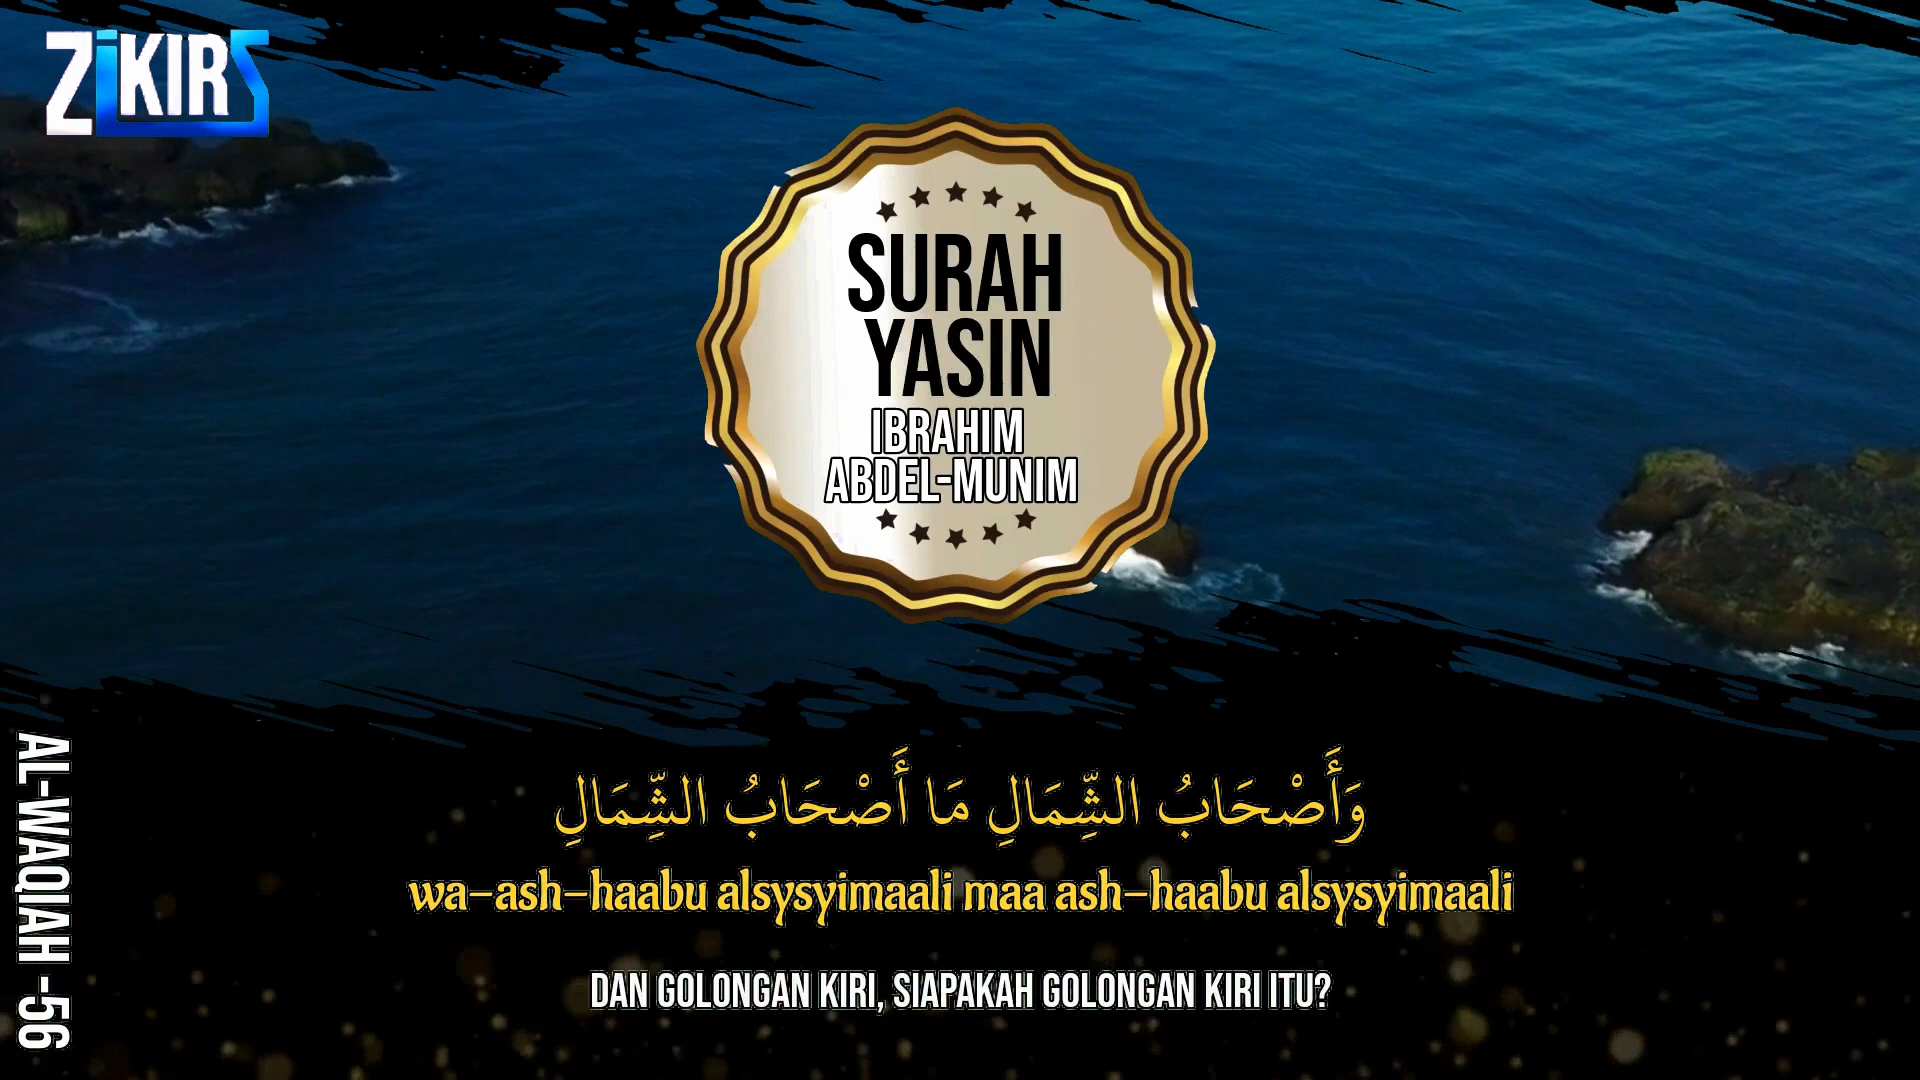 ZIKIRS
SURAH
YASIN
IBRAHIM
ABDEL-MUNIM
وَأَصْحَابُ الشِّمَالِ مَا أَصْحَابُ الشِّمَالِ
wa-ash-haabu alsysyimaali maa ash-haabu alsysyimaali
DAN GOLONGAN KIRI, SIAPAKAH GOLONGAN KIRI ITU?
AL-WAQIAH -56